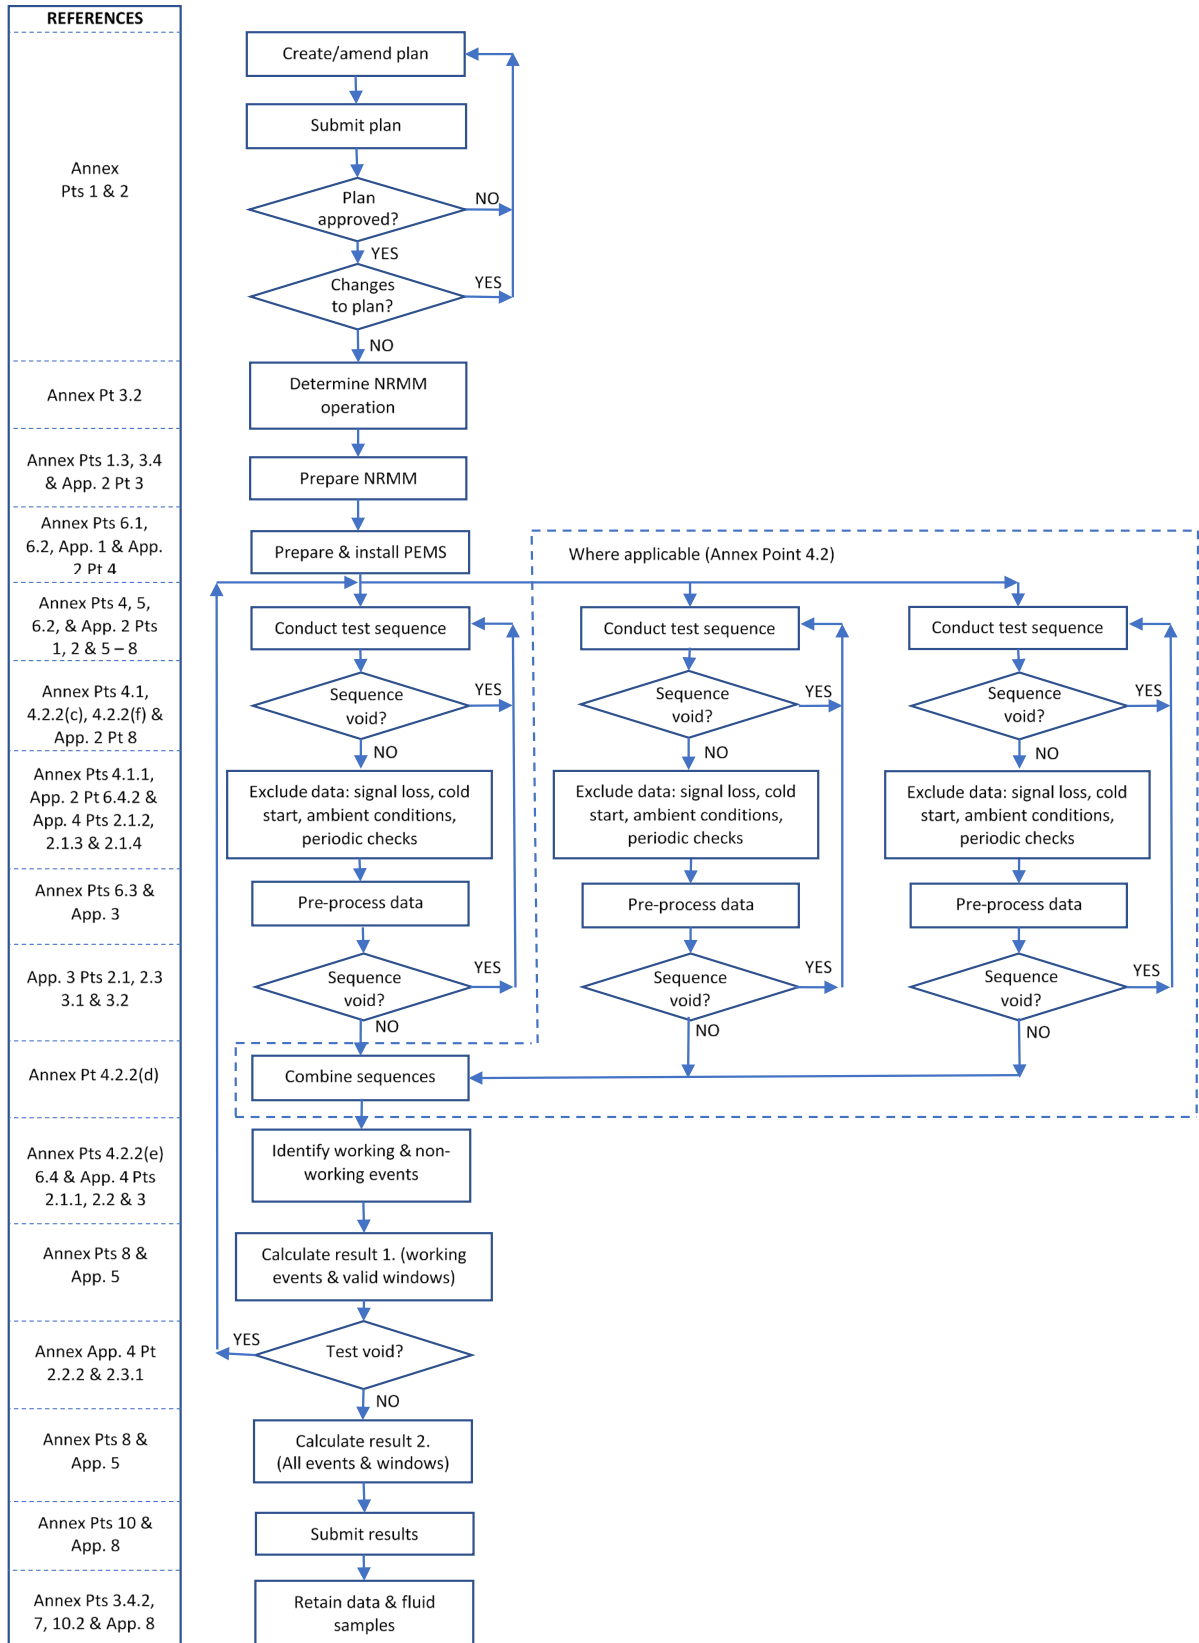 REFERENCES
Create/amend plan
Submit plan
Annex
Pts 1 & 2
Plan
approved?
NO
YES
Changes
to plan?
YES
NO
Annex Pt 3.2
Determine NRMM
operation
Annex Pts 1.3, 3.4
& App. 2 Pt 3
Prepare NRMM
Annex Pts 6.1,
6.2, App. 1 & App.
2 Pt 4
Prepare & install PEMS
Where applicable (Annex Point 4.2)
Annex Pts 4, 5,
6.2, & App. 2 Pts
1, 2 & 5 – 8
Conduct test sequence
Conduct test sequence
Conduct test sequence
Annex Pts 4.1,
4.2.2(c), 4.2.2(f) &
App. 2 Pt 8
Sequence
void?
YES
NO
Sequence
void?
YES
NO
Sequence
void?
YES
NO
Annex Pts 4.1.1,
App. 2 Pt 6.4.2 &
App. 4 Pts 2.1.2,
2.1.3 & 2.1.4
Exclude data: signal loss, cold
start, ambient conditions,
periodic checks
Exclude data: signal loss, cold
start, ambient conditions,
periodic checks
Exclude data: signal loss, cold
start, ambient conditions,
periodic checks
Annex Pts 6.3 &
App. 3
Pre-process data
Pre-process data
Pre-process data
App. 3 Pts 2.1, 2.3
3.1 & 3.2
Sequence
void?
YES
NO
Sequence
void?
YES
NO
Sequence
void?
YES
NO
Annex Pt 4.2.2(d)
Combine sequences
Annex Pts 4.2.2(e)
6.4 & App. 4 Pts
2.1.1, 2.2 & 3
Identify working & non-
working events
Annex Pts 8 &
App. 5
Calculate result 1. (working
events & valid windows)
Annex App. 4 Pt
2.2.2 & 2.3.1
YES
Test void?
NO
Annex Pts 8 &
App. 5
Calculate result 2.
(All events & windows)
Annex Pts 10 &
App. 8
Submit results
Annex Pts 3.4.2,
7, 10.2 & App. 8
Retain data & fluid
samples